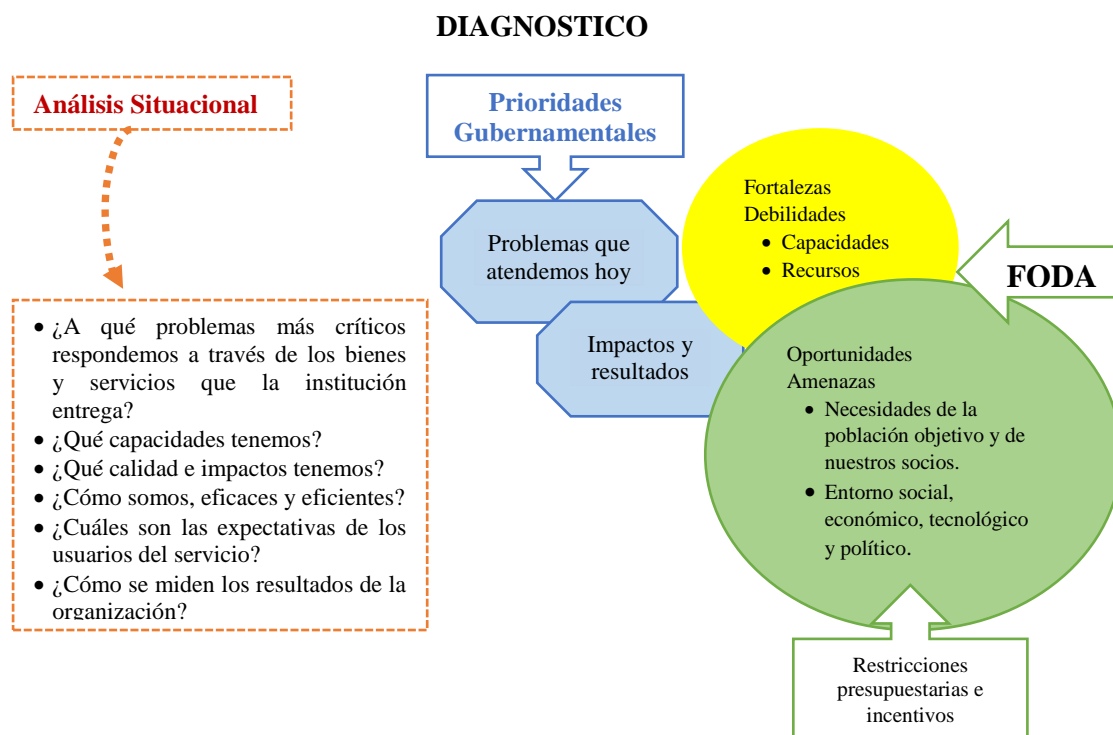 DIAGNOSTICO
Análisis Situacional
• ¿A qué problemas más críticos
respondemos a través de los bienes
y servicios que la institución
entrega?
• ¿Qué capacidades tenemos?
• ¿Qué calidad e impactos tenemos?
• ¿Cómo somos, eficaces y eficientes?
• ¿Cuáles son las expectativas de los
usuarios del servicio?
• ¿Cómo se miden los resultados de la
organización?
Prioridades
Gubernamentales
Problemas que
atendemos hoy
Impactos y
resultados
Fortalezas
Debilidades
• Capacidades
• Recursos
FODA
Oportunidades
Amenazas
• Necesidades de la
población objetivo y de
nuestros socios.
• Entorno social,
económico, tecnológico
y político.
Restricciones
presupuestarias e
incentivos